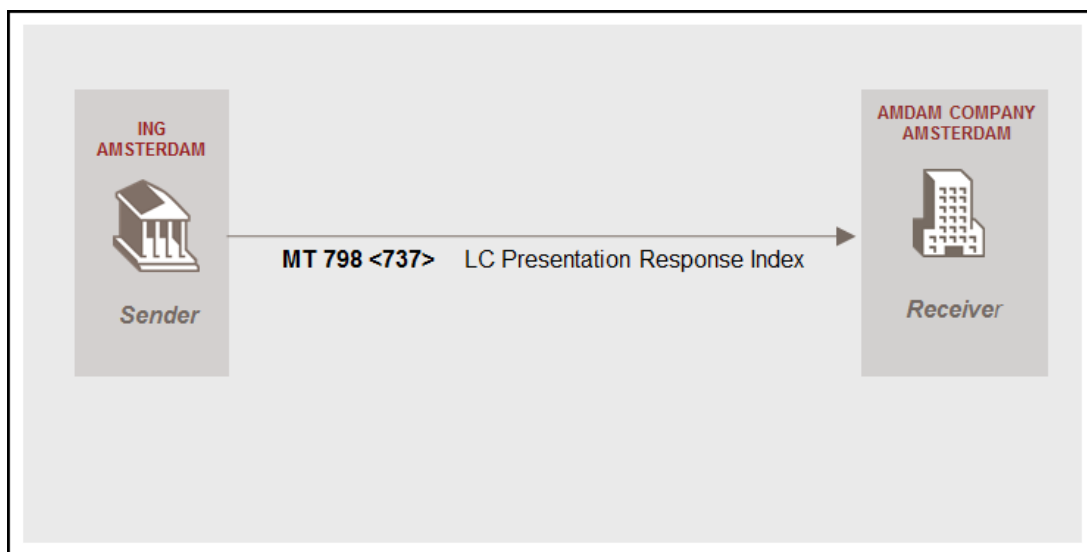 ING
AMSTERDAM
AMDAM COMPANY
AMSTERDAM
MT 798 <737> LC Presentation Response Index
Sender
Receiver